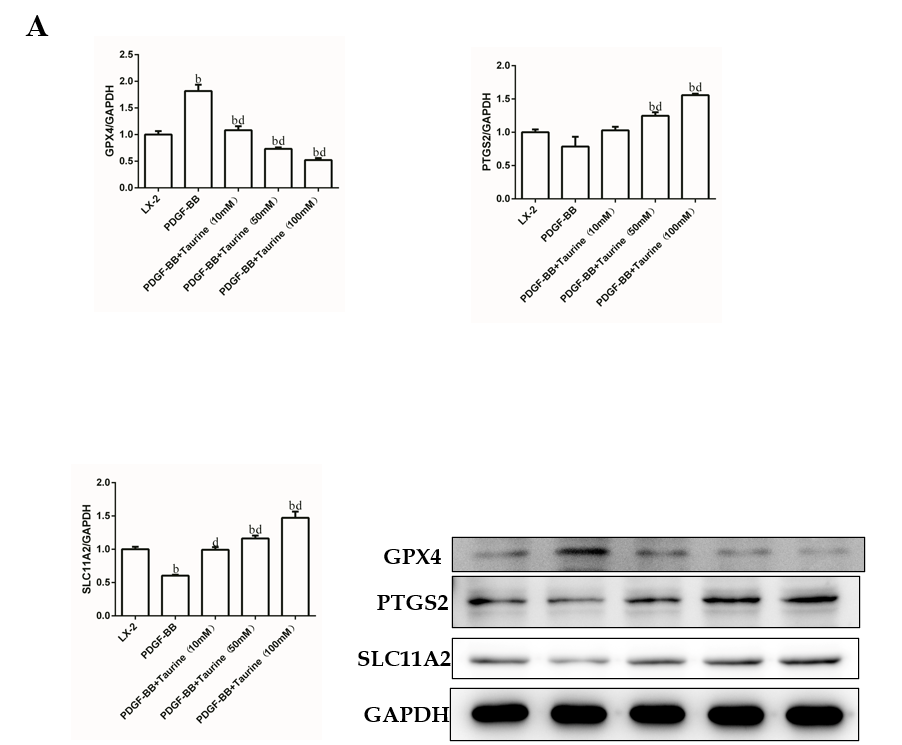 A
GPX4/GAPDH
2.5
2.0
1.5
1.0
0.5
0.0
b
bd
bd
bd
LX-2
PDGF-BB
PDGF-BB+Taurine（10mM）
PDGF-BB+Taurine（50mM）
PDGF-BB+Taurine（100mM）
PTGS2/GAPDH
2.0
1.5
1.0
0.5
0.0
bd
bd
LX-2
PDGF-BB
PDGF-BB+Taurine（10mM）
PDGF-BB+Taurine（50mM）
PDGF-BB+Taurine（100mM）
SLC11A2/GAPDH
2.0
1.5
1.0
0.5
0.0
b
d
bd
bd
LX-2
PDGF-BB
PDGF-BB+Taurine（10mM）
PDGF-BB+Taurine（50mM）
PDGF-BB+Taurine（100mM）
GPX4
PTGS2
SLC11A2
GAPDH